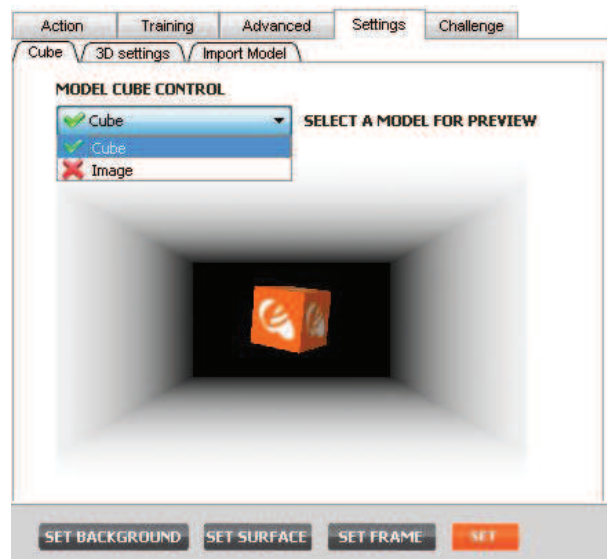 Action Training Advanced Settings Challenge
Cube 3D settings Import Model
MODEL CUBE CONTROL
Cube SELECT A MODEL FOR PREVIEW
Cube
Image
SET BACKGROUND SET SURFACE SET FRAME SET